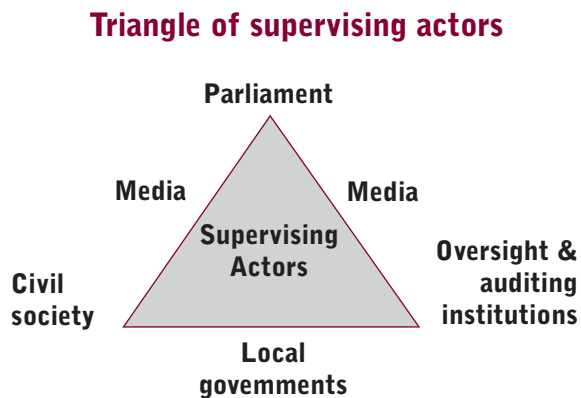 Triangle of supervising actors
Parliament
Media
Media
Supervising
Actors
Civil
society
Oversight &
auditing
institutions
Local
govemments